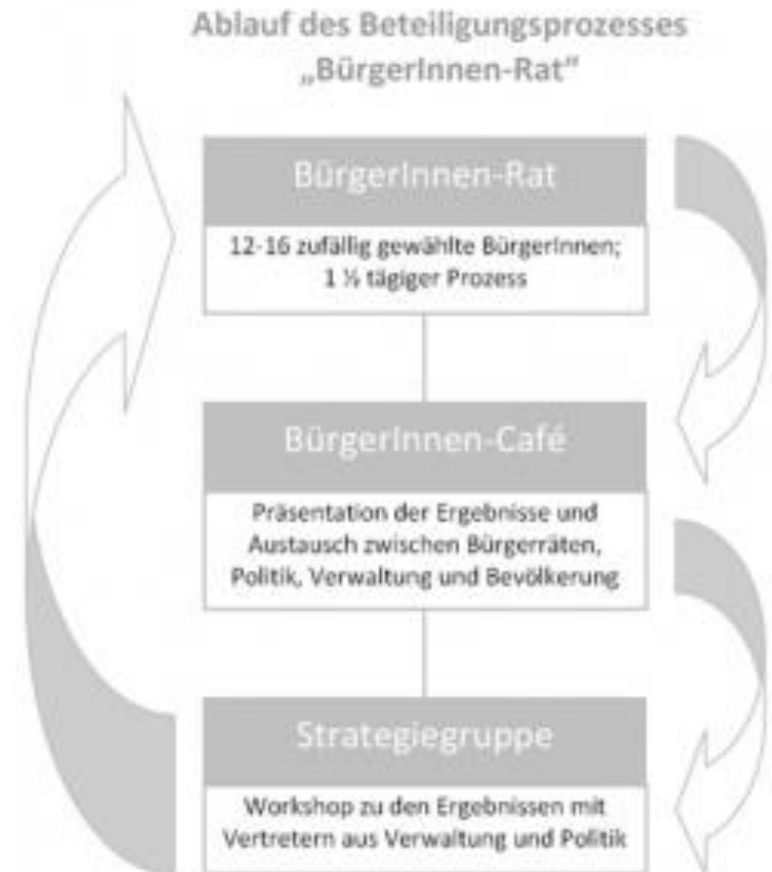 Ablauf des Beteiligungsprozesses
„BürgerInnen-Rat"
BürgerInnen-Rat
12-16 zufällig gewählte BürgerInnen;
1 ½ tägiger Prozess
BürgerInnen-Café
Präsentation der Ergebnisse und
Austausch zwischen Bürgerräten,
Politik, Verwaltung und Bevölkerung
Strategiegruppe
Workshop zu den Ergebnissen mit
Vertretern aus Verwaltung und Politik